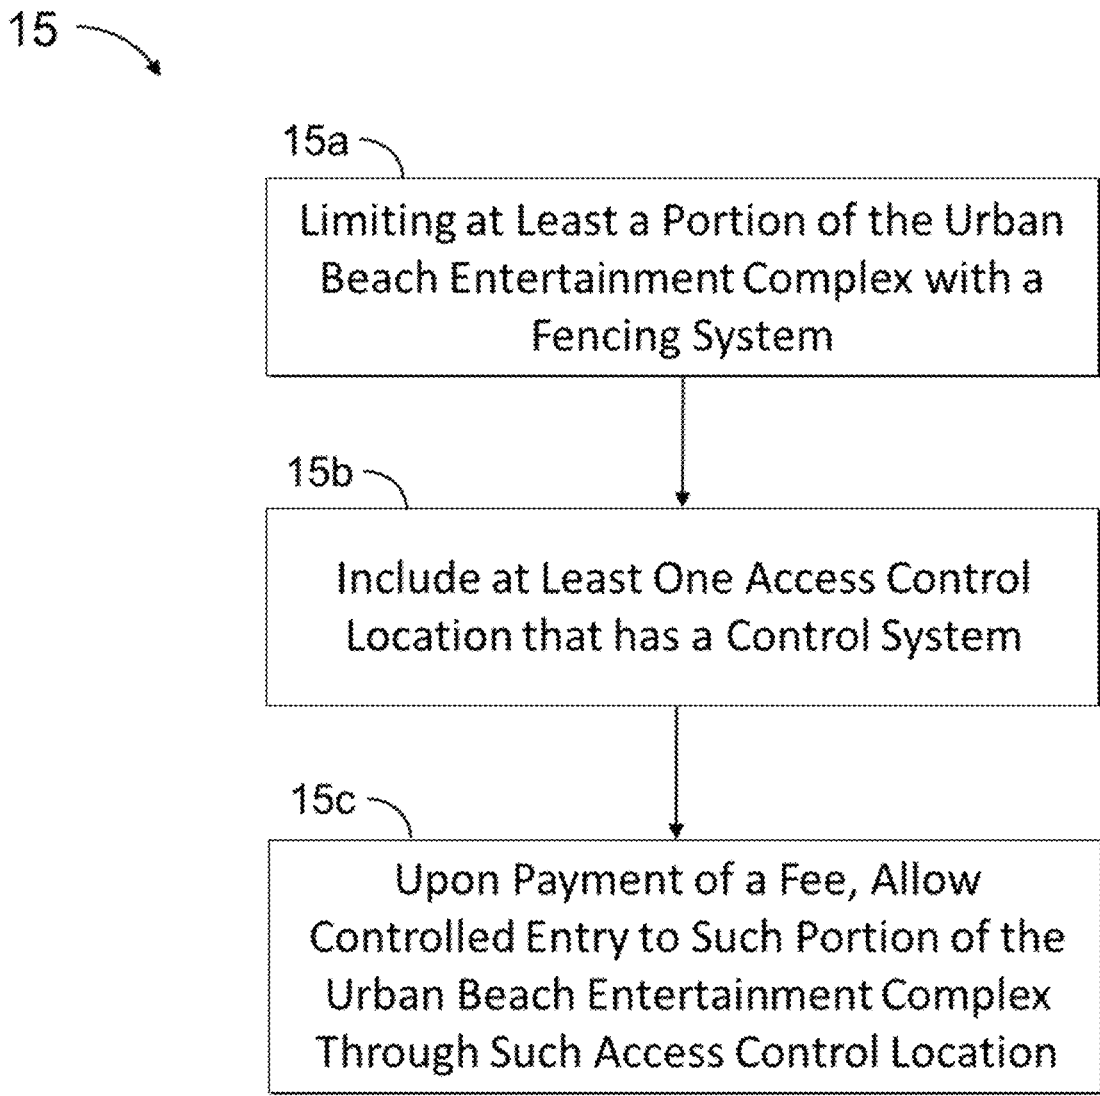 15
15a
Limiting at Least a Portion of the Urban
Beach Entertainment Complex with a
Fencing System
15b
Include at Least One Access Control
Location that has a Control System
15c
Upon Payment of a Fee, Allow
Controlled Entry to Such Portion of the
Urban Beach Entertainment Complex
Through Such Access Control Location